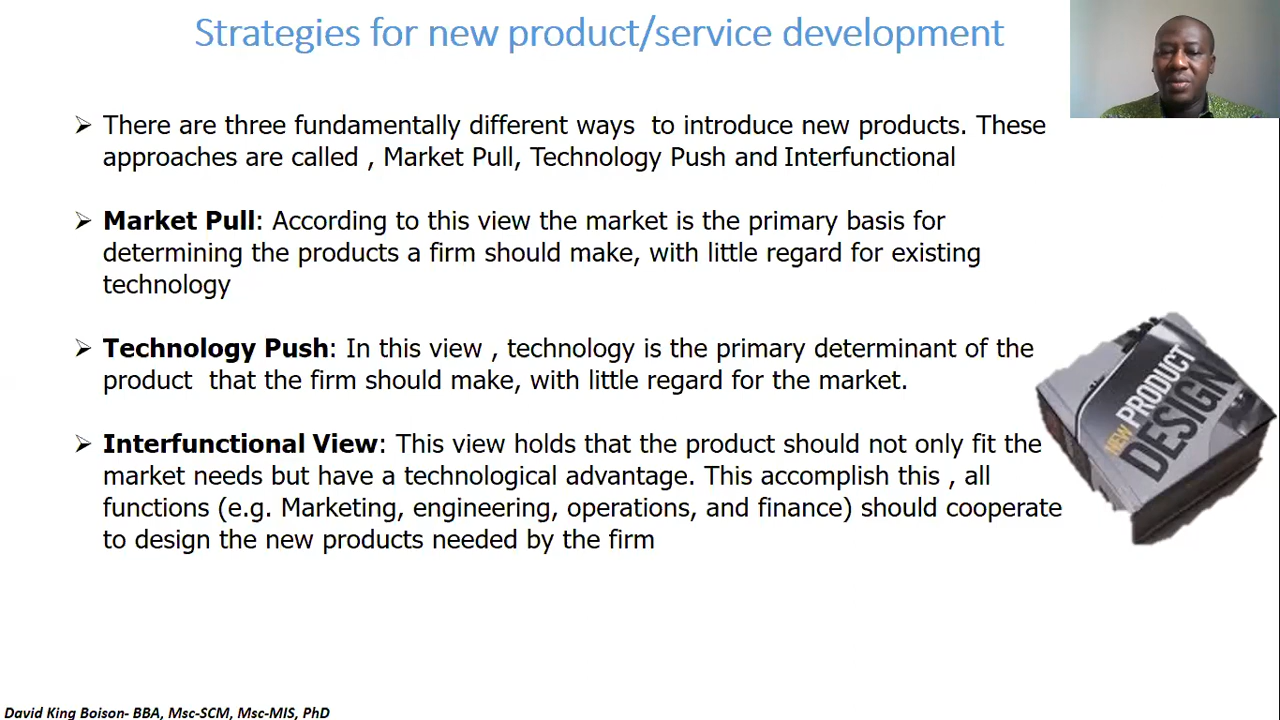 Strategies for new product/service development
There are three fundamentally different ways to introduce new products. These
approaches are called , Market Pull, Technology Push and Interfunctional
Market Pull: According to this view the market is the primary basis for
determining the products a firm should make, with little regard for existing
technology
Technology Push: In this view , technology is the primary determinant of the
product that the firm should make, with little regard for the market.
Interfunctional View: This view holds that the product should not only fit the
market needs but have a technological advantage. This accomplish this , all
functions (e.g. Marketing, engineering, operations, and finance) should cooperate
to design the new products needed by the firm
NEW PRODUCT
DESIGN
David King Boison- BBA, Msc-SCM, Msc-MIS, PhD